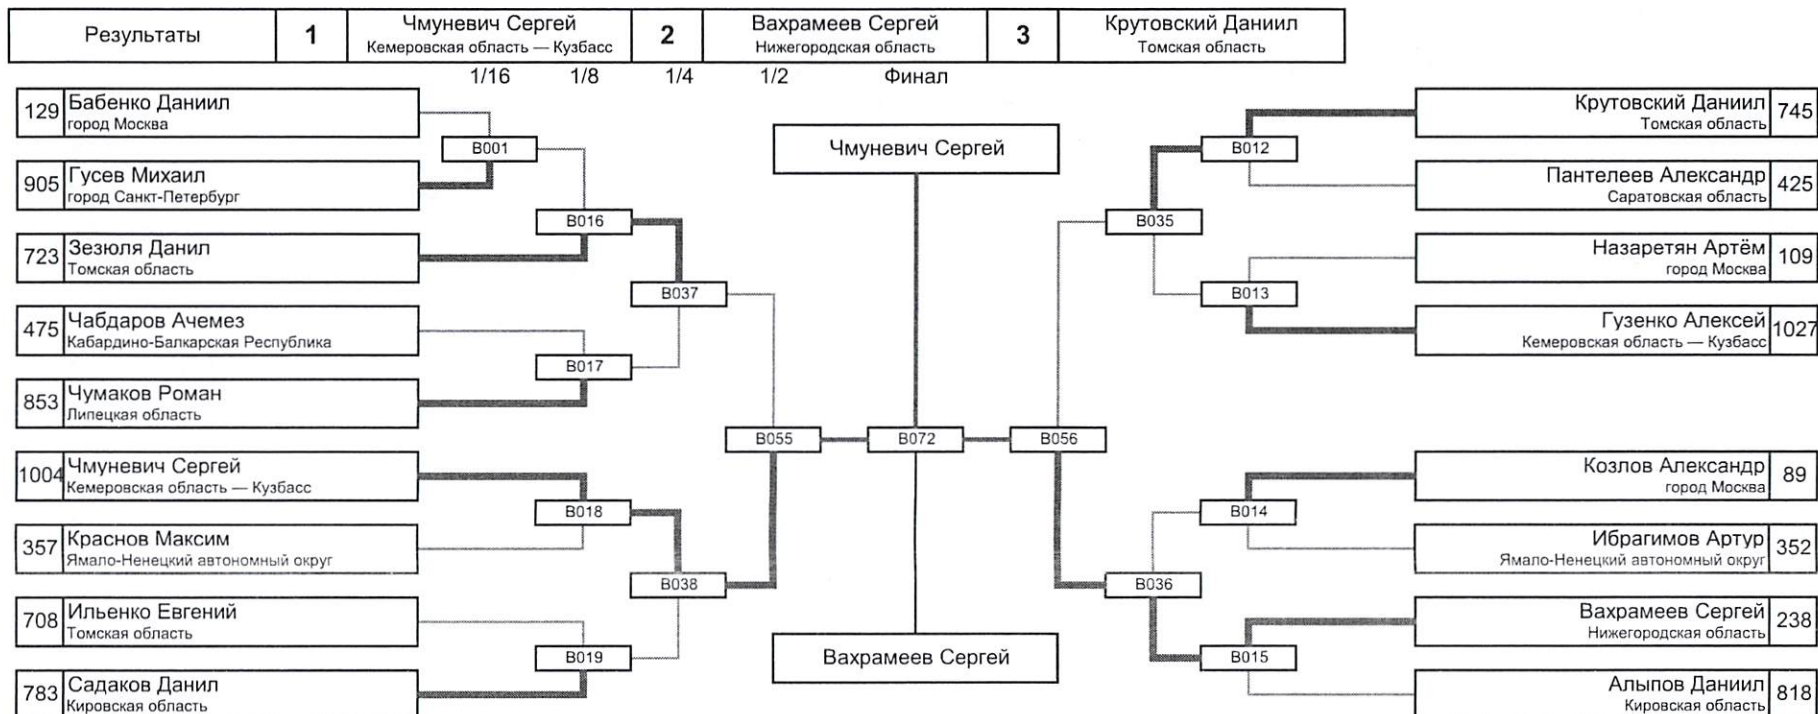 Результаты
1
Чмуневич Сергей
Кемеровская область — Кузбасс
2
Вахрамеев Сергей
Нижегородская область
3
Крутовский Даниил
Томская область
1/16 1/8 1/4 1/2 Финал
129 Бабенко Даниил
город Москва
905 Гусев Михаил
город Санкт-Петербург
723 Зезюля Данил
Томская область
475 Чабдаров Ачемез
Кабардино-Балкарская Республика
853 Чумаков Роман
Липецкая область
1004 Чмуневич Сергей
Кемеровская область — Кузбасс
357 Краснов Максим
Ямало-Ненецкий автономный округ
708 Ильенко Евгений
Томская область
783 Садаков Данил
Кировская область
B001
B016
B017
B018
B019
B037
B038
B055
Чмуневич Сергей
B072
Вахрамеев Сергей
B056
B035
B036
B012
B013
B014
B015
Крутовский Даниил 745
Томская область
Пантелеев Александр 425
Саратовская область
Назаретян Артём 109
город Москва
Гузенко Алексей 1027
Кемеровская область — Кузбасс
Козлов Александр 89
город Москва
Ибрагимов Артур 352
Ямало-Ненецкий автономный округ
Вахрамеев Сергей 238
Нижегородская область
Алыпов Даниил 818
Кировская область